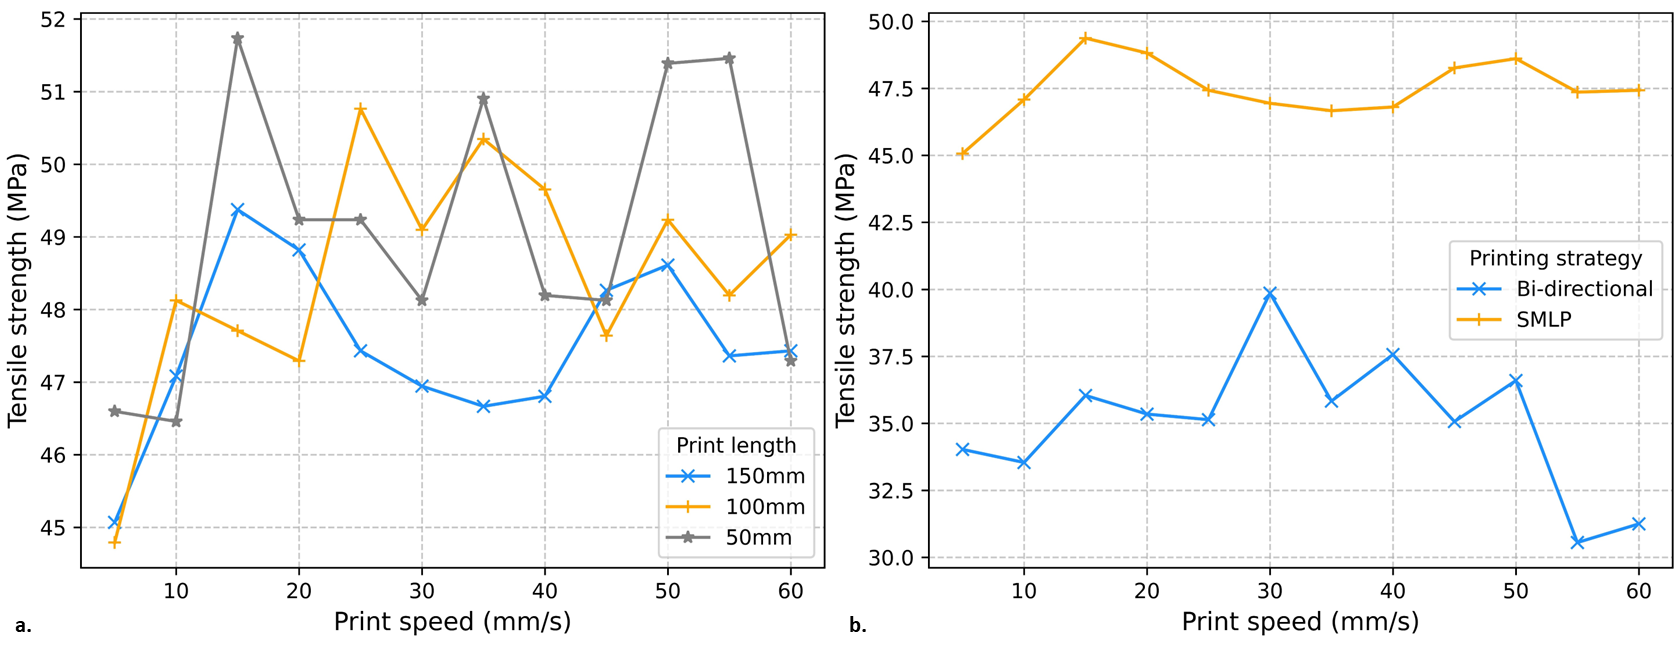 52
51
50
49
48
47
46
45
Tensile strength (MPa)
10 20 30 40 50 60
Print speed (mm/s)
Print length
150mm
100mm
50mm
a.
50.0
47.5
45.0
42.5
40.0
37.5
35.0
32.5
30.0
Tensile strength (MPa)
10 20 30 40 50 60
Print speed (mm/s)
Printing strategy
Bi-directional
SMLP
b.